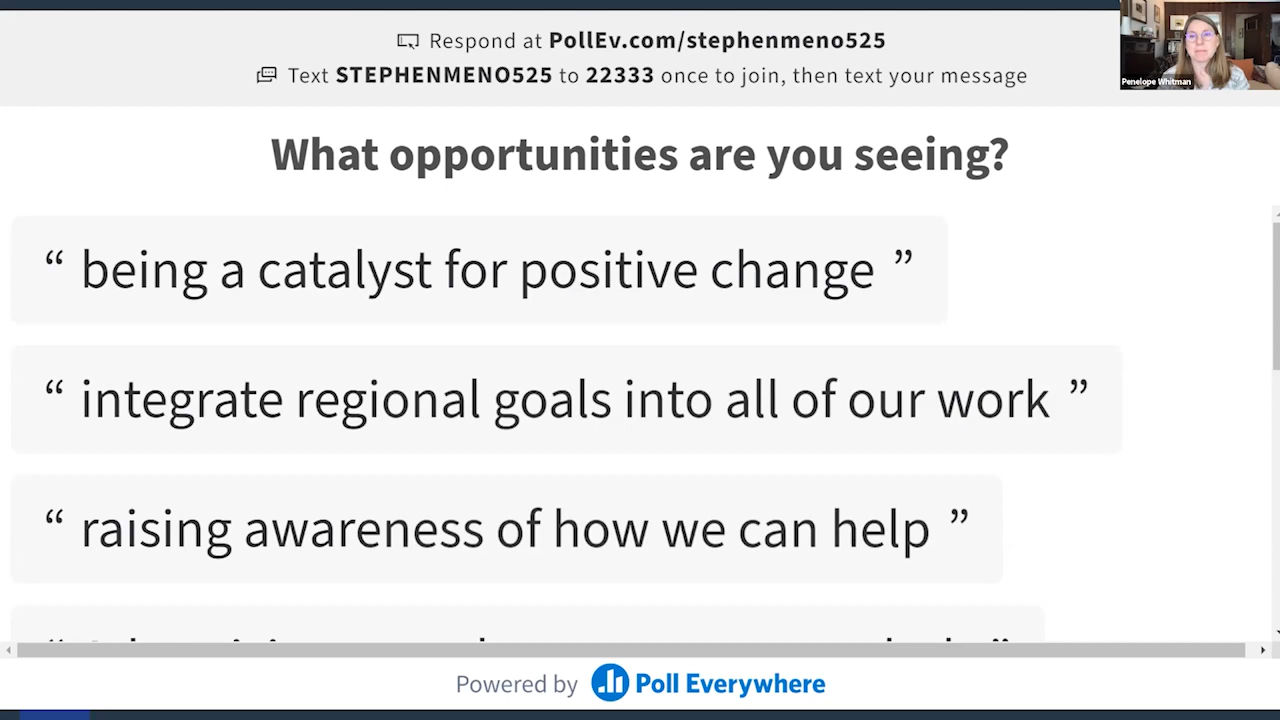 Respond at PollEv.com/stephenmeno525
Text STEPHENMENO525 to 22333 once to join, then text your message
Penelope Whitman
What opportunities are you seeing?
“ being a catalyst for positive change ”
“ integrate regional goals into all of our work ”
“ raising awareness of how we can help ”
Powered by Poll Everywhere